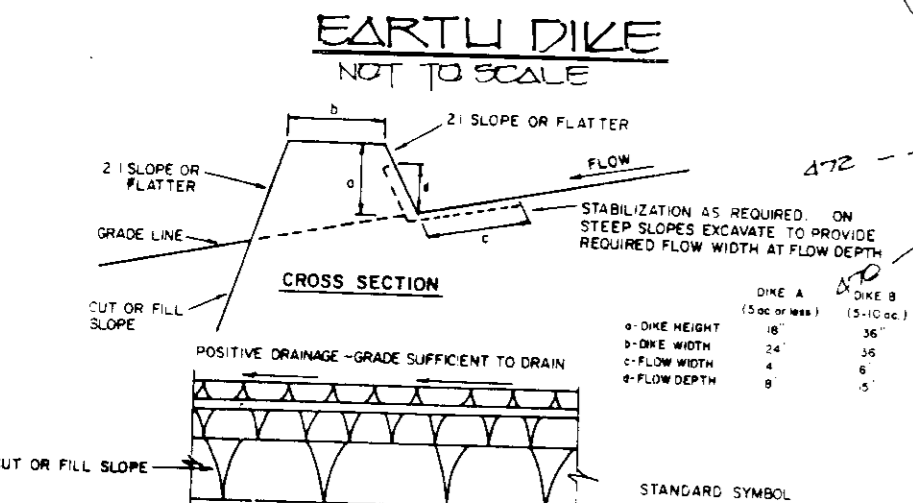 EARTH DIKE
NOT TO SCALE
b
2:1 SLOPE OR FLATTER
2:1 SLOPE OR
FLATTER
a
d
FLOW
472
GRADE LINE
c
STABILIZATION AS REQUIRED. ON
STEEP SLOPES EXCAVATE TO PROVIDE
REQUIRED FLOW WIDTH AT FLOW DEPTH
CROSS SECTION
470
CUT OR FILL
SLOPE
DIKE A DIKE B
(5 ac or less) (5-10 ac.)
a-DIKE HEIGHT 18" 36"
b-DIKE WIDTH 24" 36
c-FLOW WIDTH 4' 6'
d-FLOW DEPTH 8"
POSITIVE DRAINAGE - GRADE SUFFICIENT TO DRAIN
CUT OR FILL SLOPE
STANDARD SYMBOL